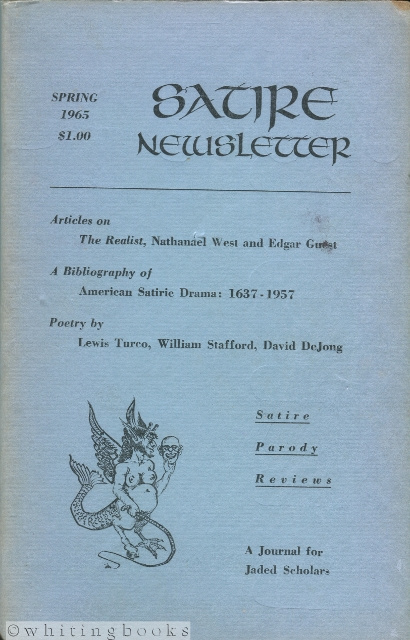 SPRING
1965
$1.00
SATIRE
NEWSLETTER
Articles on
The Realist, Nathanael West and Edgar Guest
A Bibliography of
American Satiric Drama: 1637-1957
Poetry by
Lewis Turco, William Stafford, David DeJong
Satire
Parody
Reviews
A Journal for
Jaded Scholars
©whitingbooks